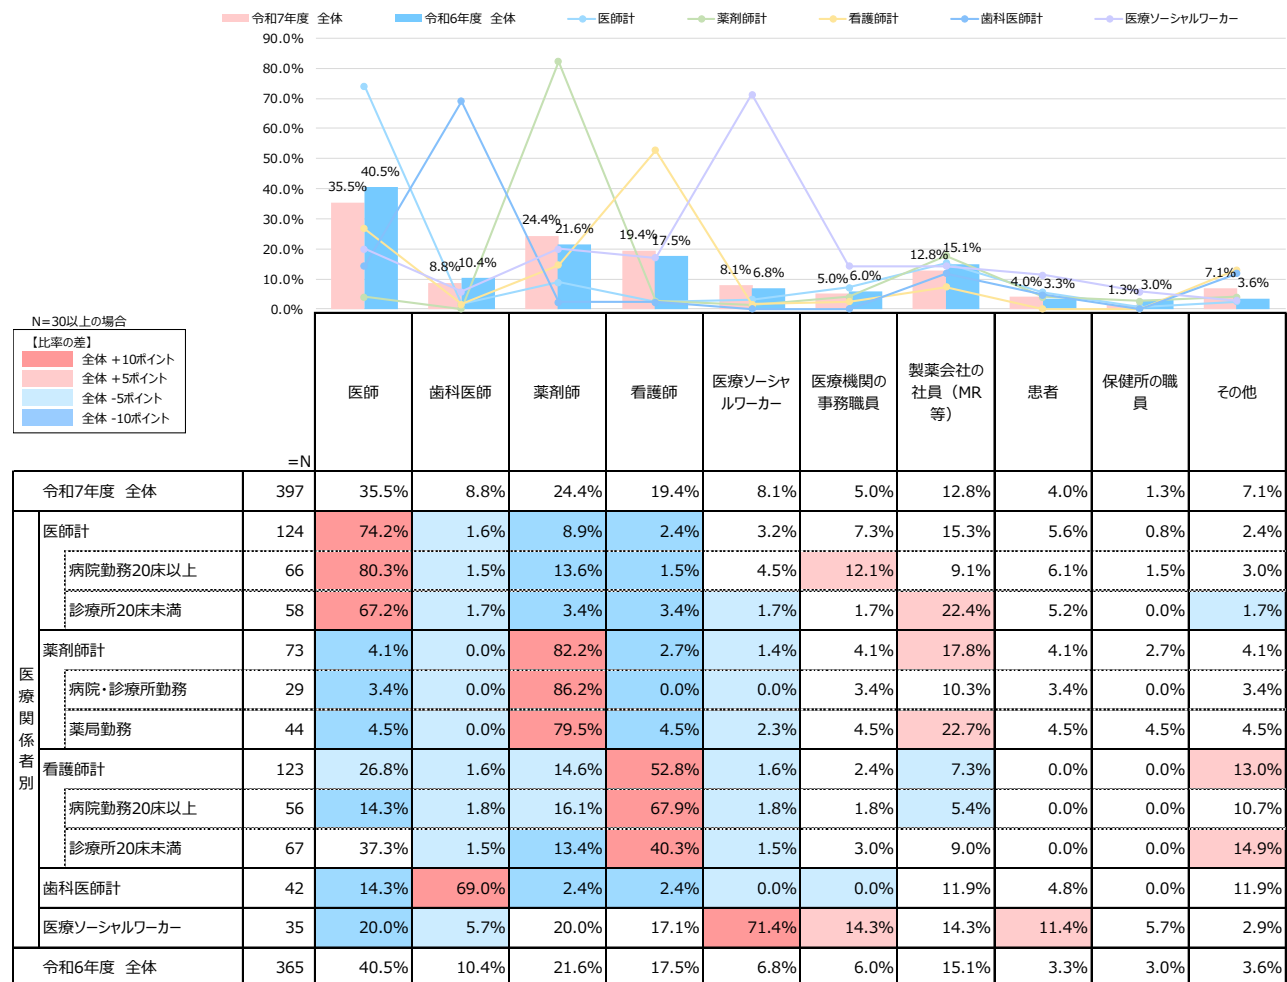 令和7年度 全体 令和6年度 全体 医師計 薬剤師計 看護師計 歯科医師計 医療ソーシャルワーカー
90.0%
80.0%
70.0%
60.0%
50.0%
40.0%
30.0%
20.0%
10.0%
0.0%
35.5% 40.5% 8.8% 10.4% 24.4% 21.6% 19.4% 17.5% 8.1% 6.8% 5.0% 6.0% 12.8% 15.1% 4.0% 3.3% 1.3% 3.0% 7.1% 3.6%
N=30以上の場合
【比率の差】
全体 +10ポイント
全体 +5ポイント
全体 -5ポイント
全体 -10ポイント
=N
医師 歯科医師 薬剤師 看護師 医療ソーシャ 医療機関の 製薬会社の 患者 保健所の職 その他
ルワーカー 事務職員 社員（MR 員
等）
令和7年度 全体 397 35.5% 8.8% 24.4% 19.4% 8.1% 5.0% 12.8% 4.0% 1.3% 7.1%
医療関係者別
医師計 124 74.2% 1.6% 8.9% 2.4% 3.2% 7.3% 15.3% 5.6% 0.8% 2.4%
病院勤務20床以上 66 80.3% 1.5% 13.6% 1.5% 4.5% 12.1% 9.1% 6.1% 1.5% 3.0%
診療所20床未満 58 67.2% 1.7% 3.4% 3.4% 1.7% 1.7% 22.4% 5.2% 0.0% 1.7%
薬剤師計 73 4.1% 0.0% 82.2% 2.7% 1.4% 4.1% 17.8% 4.1% 2.7% 4.1%
病院・診療所勤務 29 3.4% 0.0% 86.2% 0.0% 0.0% 3.4% 10.3% 3.4% 0.0% 3.4%
薬局勤務 44 4.5% 0.0% 79.5% 4.5% 2.3% 4.5% 22.7% 4.5% 4.5% 4.5%
看護師計 123 26.8% 1.6% 14.6% 52.8% 1.6% 2.4% 7.3% 0.0% 0.0% 13.0%
病院勤務20床以上 56 14.3% 1.8% 16.1% 67.9% 1.8% 1.8% 5.4% 0.0% 0.0% 10.7%
診療所20床未満 67 37.3% 1.5% 13.4% 40.3% 1.5% 3.0% 9.0% 0.0% 0.0% 14.9%
歯科医師計 42 14.3% 69.0% 2.4% 2.4% 0.0% 0.0% 11.9% 4.8% 0.0% 11.9%
医療ソーシャルワーカー 35 20.0% 5.7% 20.0% 17.1% 71.4% 14.3% 14.3% 11.4% 5.7% 2.9%
令和6年度 全体 365 40.5% 10.4% 21.6% 17.5% 6.8% 6.0% 15.1% 3.3% 3.0% 3.6%